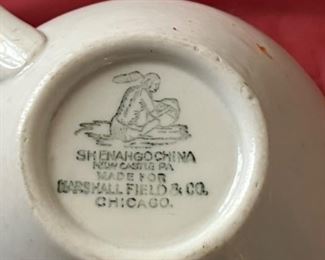 SHENANGO CHINA
NEW CASTLE PA
MADE FOR
MARSHALL FIELD & CO.
CHICAGO.